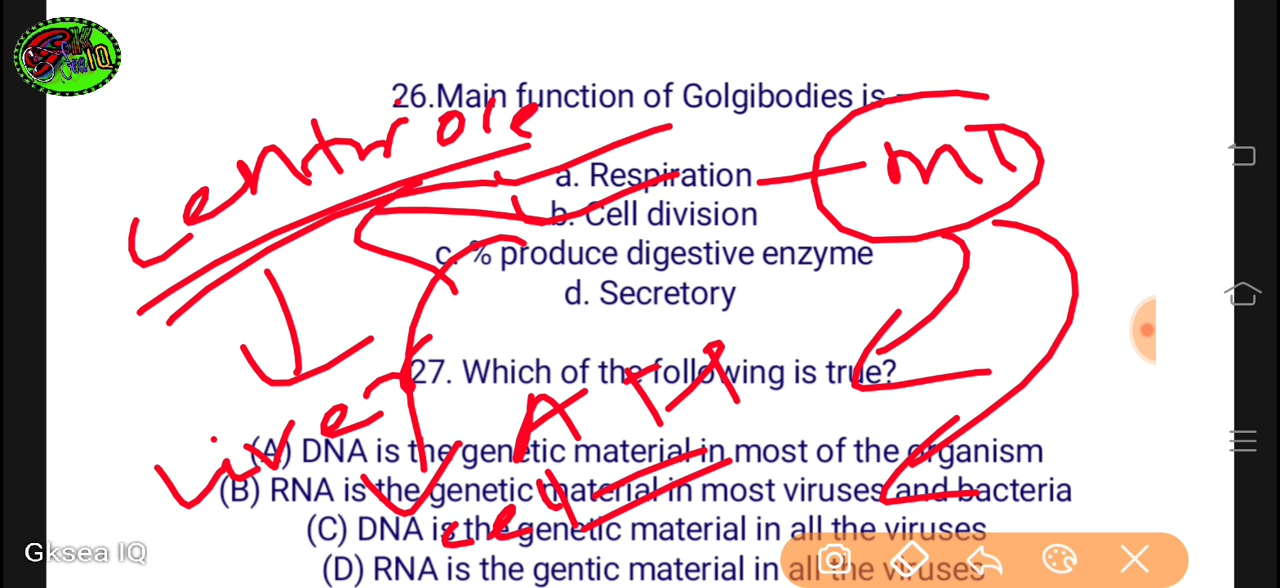 26.Main function of Golgibodies is -
a. Respiration
b. Cell division
c. % produce digestive enzyme
d. Secretory
centriole
MT
27. Which of the following is true?
ATP
(A) DNA is the genetic material in most of the organism
(B) RNA is the genetic material in most viruses and bacteria
(C) DNA is the genetic material in all the viruses
(D) RNA is the gentic material in all the viruses
Liver
cell
Gksea IQ